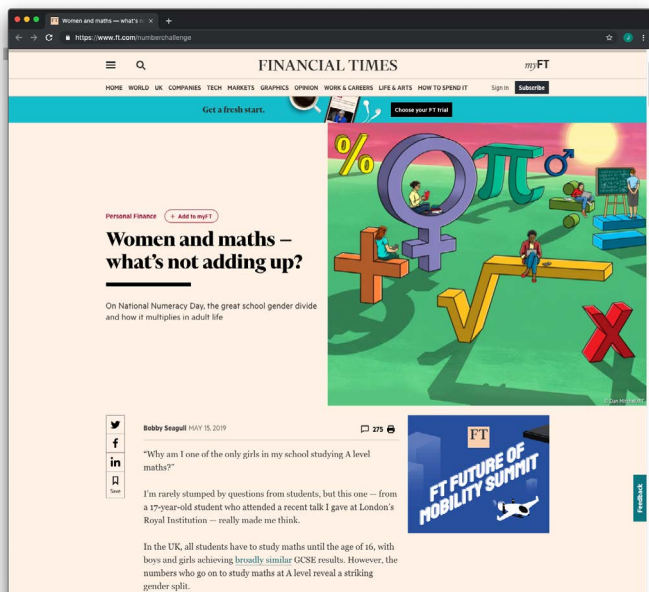 Women and maths — what's n
https://www.ft.com/numberchallenge
FINANCIAL TIMES
myFT
HOME WORLD UK COMPANIES TECH MARKETS GRAPHICS OPINION WORK & CAREERS LIFE & ARTS HOW TO SPEND IT
Sign In Subscribe
Get a fresh start.
Choose your FT trial
Personal Finance
+ Add to myFT
Women and maths –
what's not adding up?
On National Numeracy Day, the great school gender divide
and how it multiplies in adult life
% π
X
© Dan Mitchell/FT
Save
Bobby Seagull MAY 15, 2019
275
"Why am I one of the only girls in my school studying A level
maths?"
I'm rarely stumped by questions from students, but this one — from
a 17-year-old student who attended a recent talk I gave at London's
Royal Institution — really made me think.
In the UK, all students have to study maths until the age of 16, with
boys and girls achieving broadly similar GCSE results. However, the
numbers who go on to study maths at A level reveal a striking
gender split.
FT
FT FUTURE OF
MOBILITY SUMMIT
Feedback